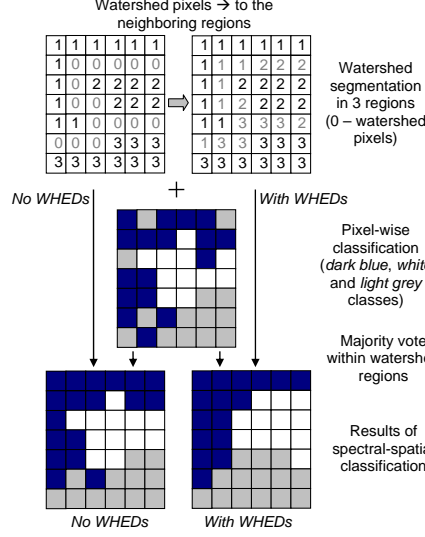 Watershed pixels → to the
neighboring regions
1 1 1 1 1 1
1 0 0 0 0 0
1 0 2 2 2 2
1 0 0 2 2 2
1 1 0 0 0 0
0 0 0 3 3 3
3 3 3 3 3 3
1 1 1 1 1 1
1 1 1 2 2 2
1 1 2 2 2 2
1 1 2 2 2 2
1 1 3 3 3 2
1 3 3 3 3 3
3 3 3 3 3 3
Watershed
segmentation
in 3 regions
(0 – watershed
pixels)
+
No WHEDs
With WHEDs
Pixel-wise
classification
(dark blue, white
and light grey
classes)
Majority vote
within watershe
regions
Results of
spectral-spatia
classification
No WHEDs
With WHEDs